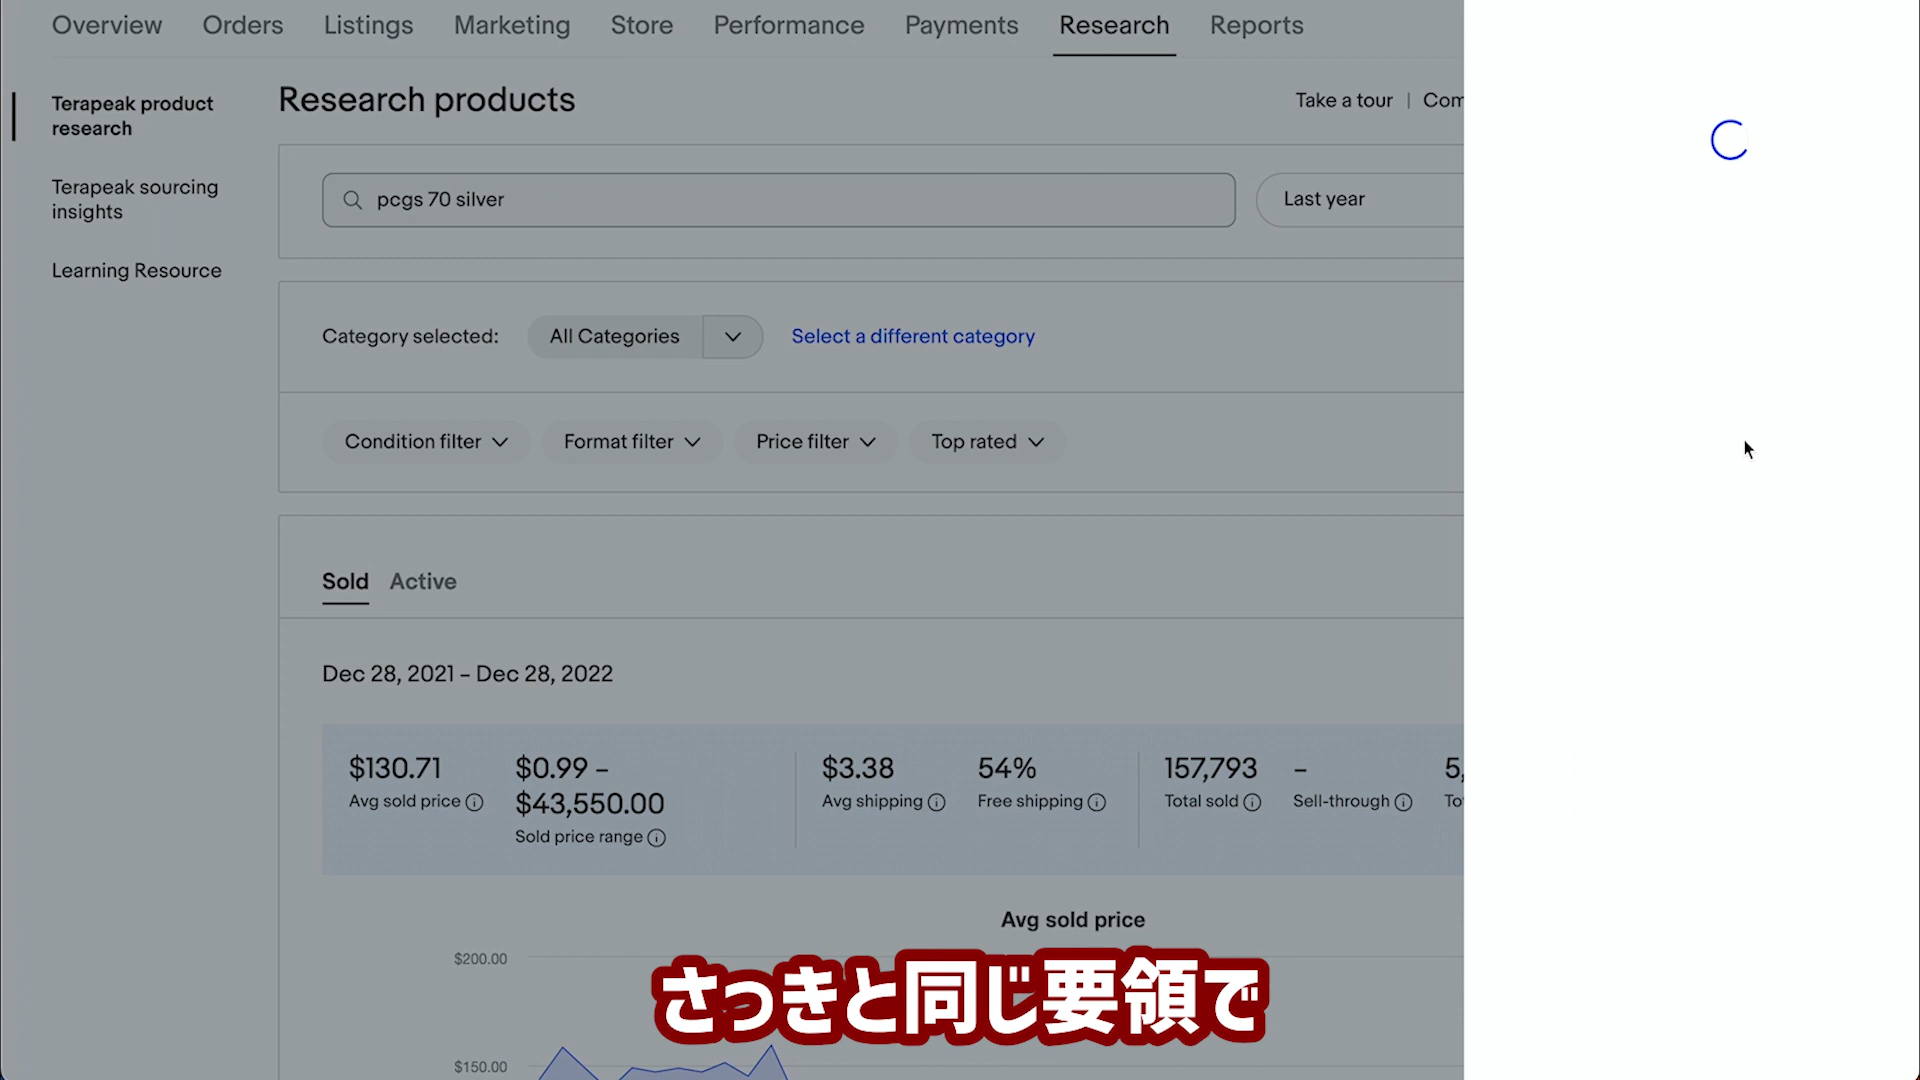 Overview Orders Listings Marketing Store Performance Payments Research Reports
Terapeak product
research
Terapeak sourcing
insights
Learning Resource
Research products
Take a tour | Com
pcgs 70 silver
Last year
Category selected: All Categories Select a different category
Condition filter Format filter Price filter Top rated
Sold Active
Dec 28, 2021 – Dec 28, 2022
$130.71
Avg sold price
$0.99 –
$43,550.00
Sold price range
$3.38
Avg shipping
54%
Free shipping
157,793
Total sold
–
Sell-through
5,
To
Avg sold price
$200.00
$150.00
さっきと同じ要領で